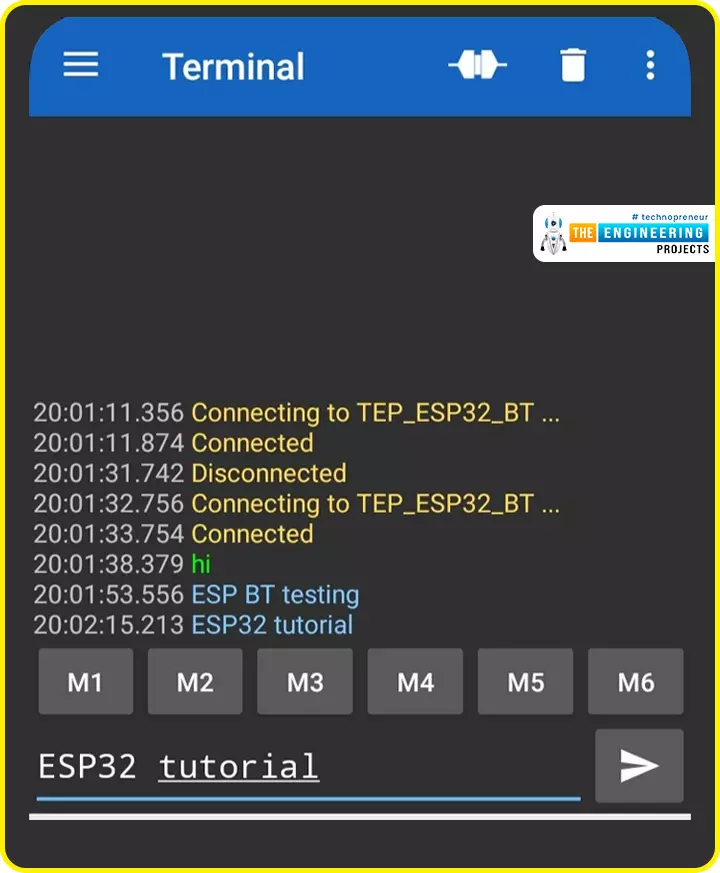 Terminal
# technopreneur
THE ENGINEERING
PROJECTS
20:01:11.356 Connecting to TEP_ESP32_BT ...
20:01:11.874 Connected
20:01:31.742 Disconnected
20:01:32.756 Connecting to TEP_ESP32_BT ...
20:01:33.754 Connected
20:01:38.379 hi
20:01:53.556 ESP BT testing
20:02:15.213 ESP32 tutorial
M1 M2 M3 M4 M5 M6
ESP32 tutorial